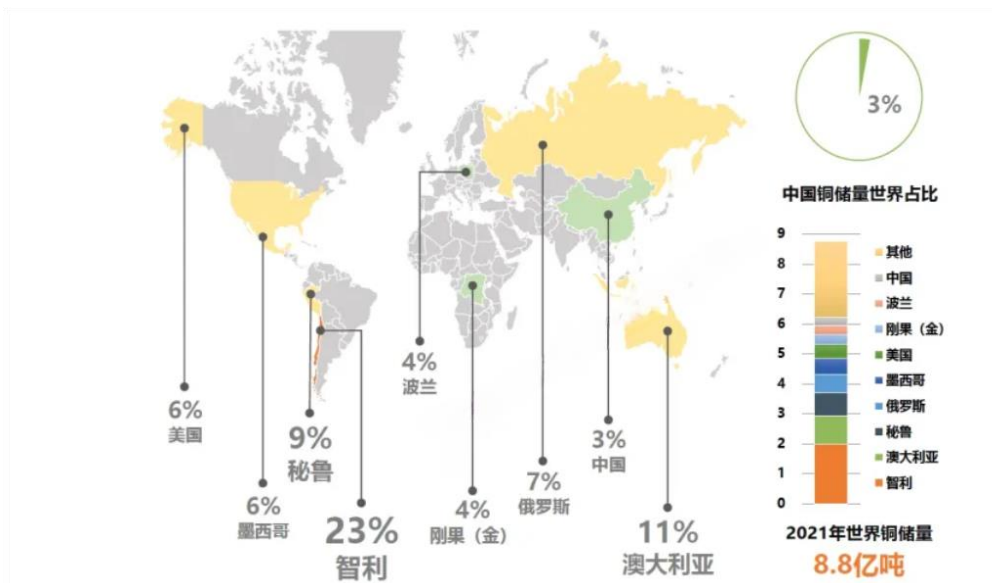 3%
中国铜储量世界占比
4%
波兰
6%
美国
9%
秘鲁
3%
中国
6%
墨西哥
23%
智利
4%
刚果（金）
7%
俄罗斯
11%
澳大利亚
9
8
7
6
5
4
3
2
1
0
其他
中国
波兰
刚果（金）
美国
墨西哥
俄罗斯
秘鲁
澳大利亚
智利
2021年世界铜储量
8.8亿吨